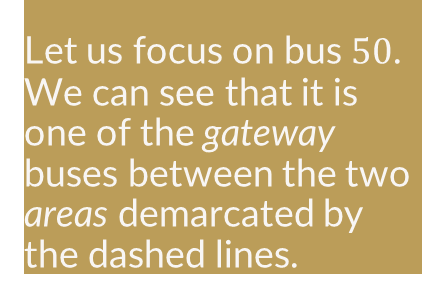 Let us focus on bus 50.
We can see that it is
one of the gateway
buses between the two
areas demarcated by
the dashed lines.